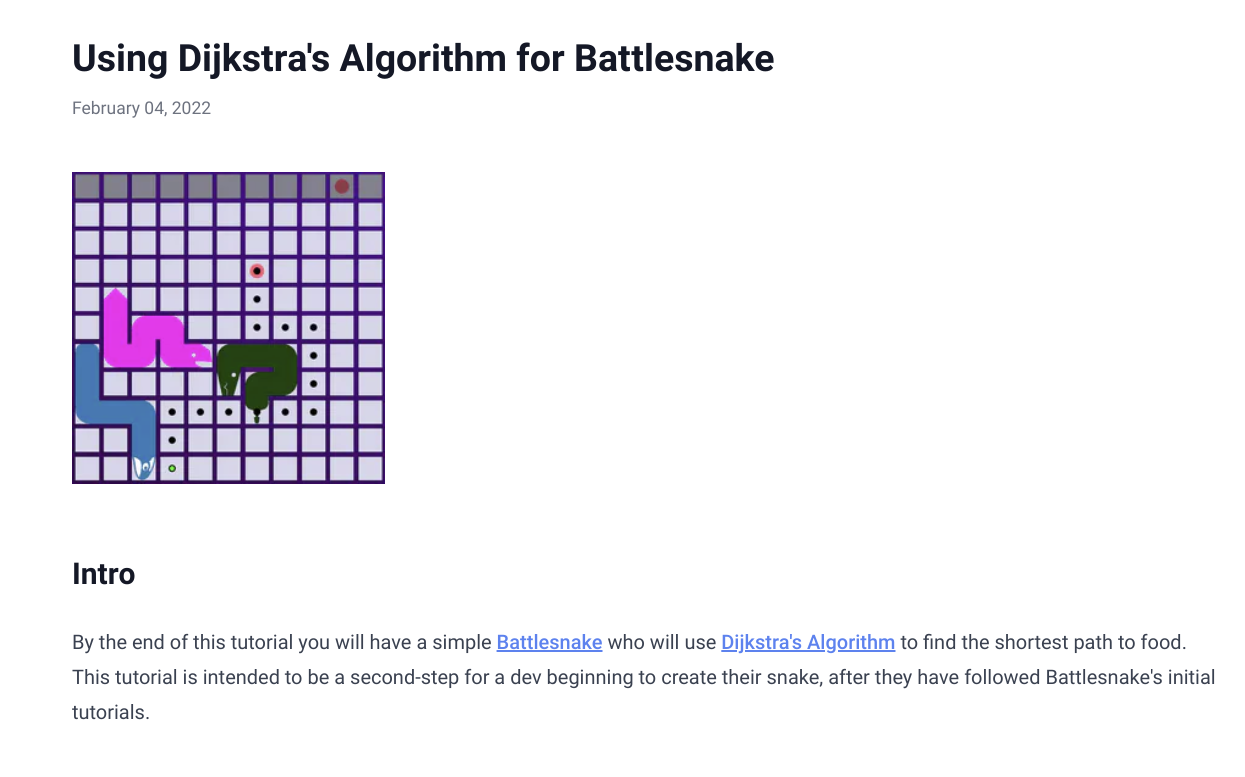 Using Dijkstra's Algorithm for Battlesnake
February 04, 2022
Intro
By the end of this tutorial you will have a simple Battlesnake who will use Dijkstra's Algorithm to find the shortest path to food.
This tutorial is intended to be a second-step for a dev beginning to create their snake, after they have followed Battlesnake's initial
tutorials.